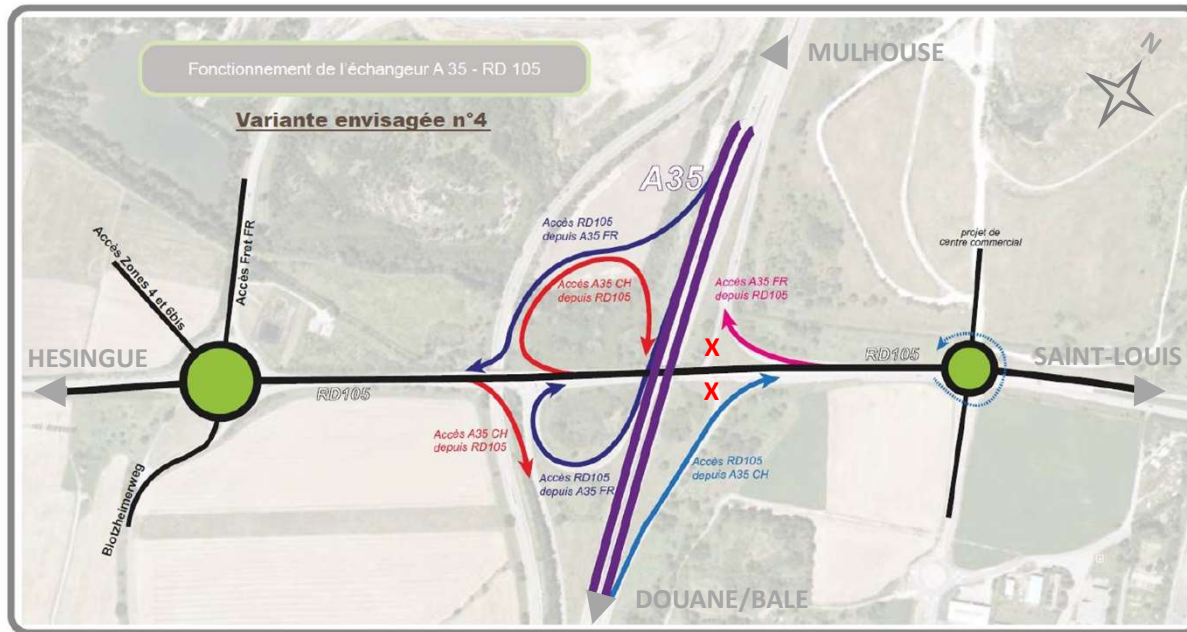 MULHOUSE
N
Fonctionnement de l'échangeur A 35 - RD 105
Variante envisagée n°4
A35
Accès RD105
depuis A35 FR
Accès Zones 4 et 6bis
Accès Fret FR
projet de
centre commercial
Accès A35 CH
depuis RD105
Accès A35 FR
depuis RD105
X
HESINGUE
RD105
RD105
SAINT-LOUIS
X
Accès A35 CH
depuis RD105
Accès RD105
depuis A35 FR
Accès RD105
depuis A35 CH
Blotzheimerweg
DOUANE/BALE